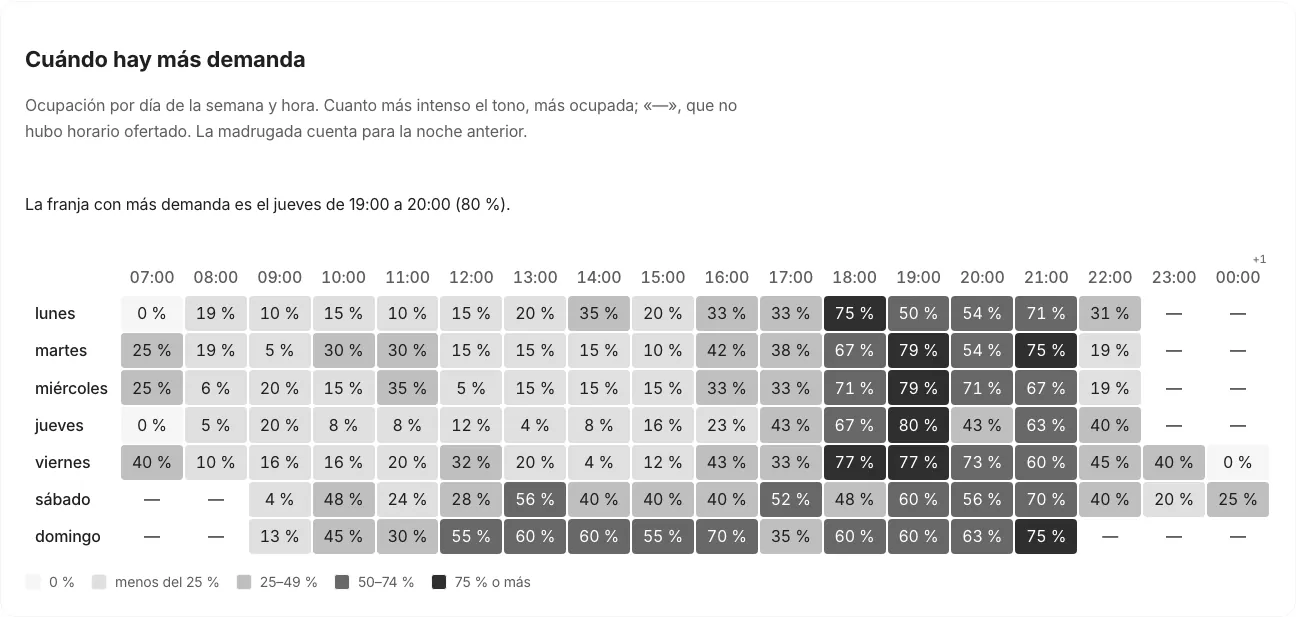 Cuándo hay más demanda
Ocupación por día de la semana y hora. Cuanto más intenso el tono, más ocupada; «—», que no
hubo horario ofertado. La madrugada cuenta para la noche anterior.
La franja con más demanda es el jueves de 19:00 a 20:00 (80 %).
+1
07:00 08:00 09:00 10:00 11:00 12:00 13:00 14:00 15:00 16:00 17:00 18:00 19:00 20:00 21:00 22:00 23:00 00:00
lunes 0 % 19 % 10 % 15 % 10 % 15 % 20 % 35 % 20 % 33 % 33 % 75 % 50 % 54 % 71 % 31 % — —
martes 25 % 19 % 5 % 30 % 30 % 15 % 15 % 15 % 10 % 42 % 38 % 67 % 79 % 54 % 75 % 19 % — —
miércoles 25 % 6 % 20 % 15 % 35 % 5 % 15 % 15 % 15 % 33 % 33 % 71 % 79 % 71 % 67 % 19 % — —
jueves 0 % 5 % 20 % 8 % 8 % 12 % 4 % 8 % 16 % 23 % 43 % 67 % 80 % 43 % 63 % 40 % — —
viernes 40 % 10 % 16 % 16 % 20 % 32 % 20 % 4 % 12 % 43 % 33 % 77 % 77 % 73 % 60 % 45 % 40 % 0 %
sábado — — 4 % 48 % 24 % 28 % 56 % 40 % 40 % 40 % 52 % 48 % 60 % 56 % 70 % 40 % 20 % 25 %
domingo — — 13 % 45 % 30 % 55 % 60 % 60 % 55 % 70 % 35 % 60 % 60 % 63 % 75 % — — —
0 % menos del 25 % 25–49 % 50–74 % 75 % o más